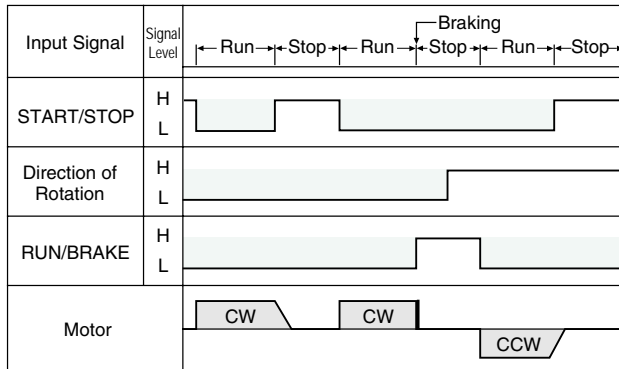 Braking
Input Signal
Signal
Level
Run Stop Run Stop Run Stop
START/STOP
H
L
Direction of
Rotation
H
L
RUN/BRAKE
H
L
Motor
CW CW
CCW